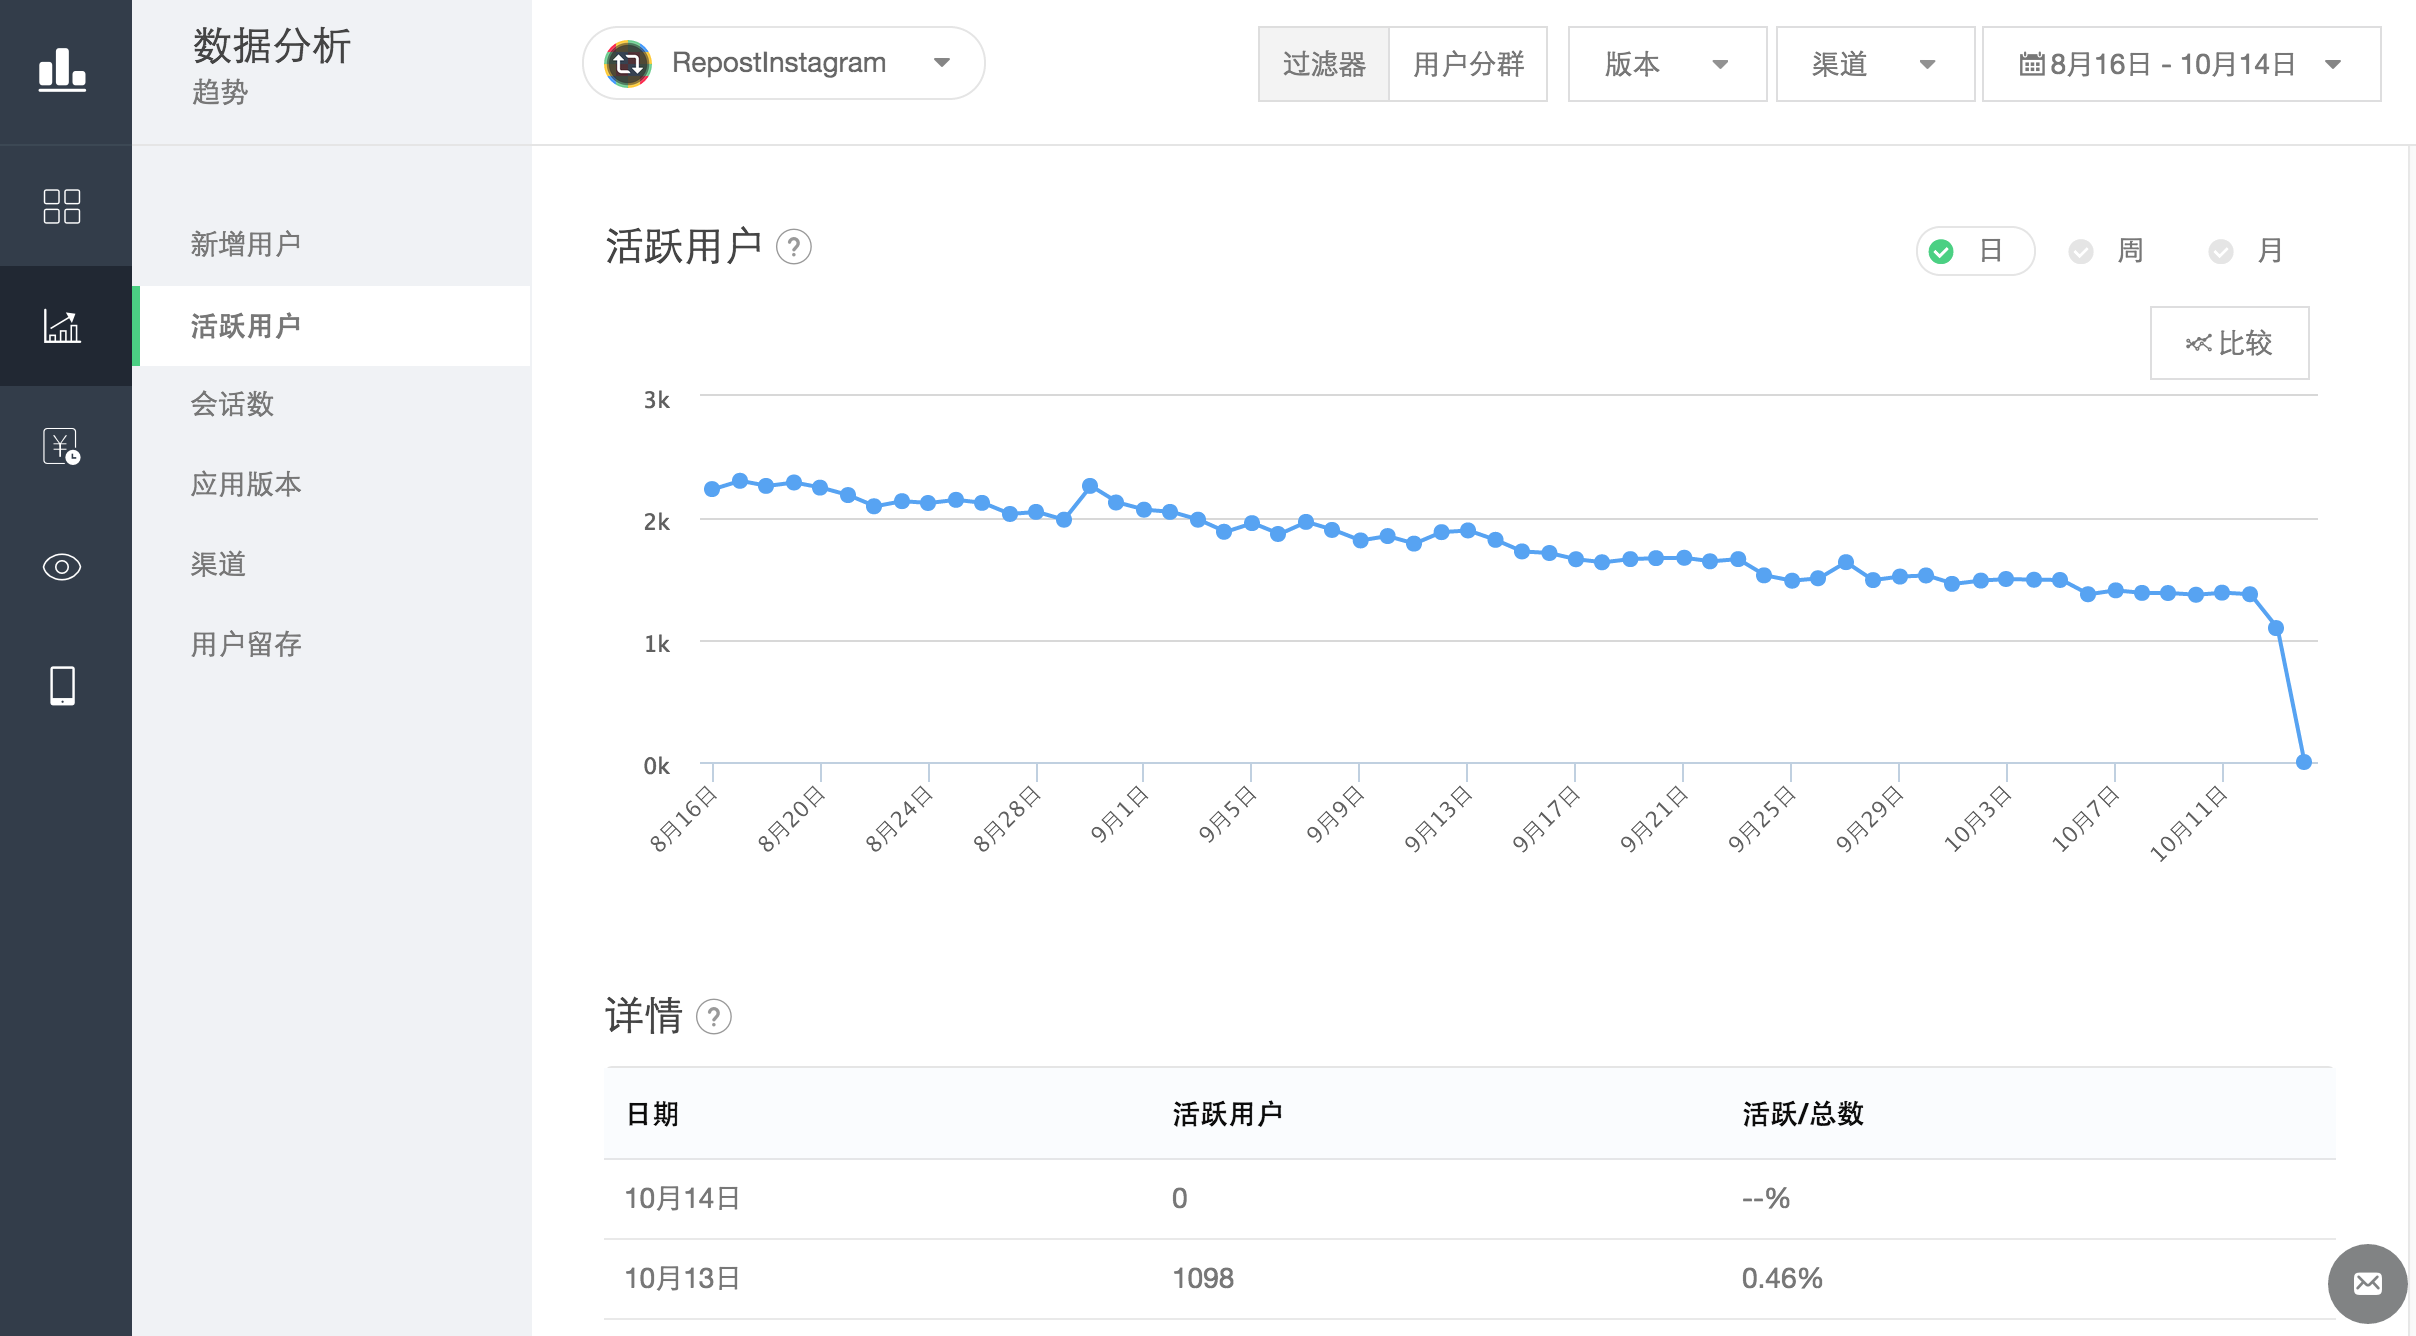 数据分析
趋势
RepostInstagram
过滤器
用户分群
版本
渠道
8月16日 - 10月14日
新增用户
活跃用户
会话数
应用版本
渠道
用户留存
活跃用户 ?
日
周
月
比较
3k
2k
1k
0k
8月16日
8月20日
8月24日
8月28日
9月1日
9月5日
9月9日
9月13日
9月17日
9月21日
9月25日
9月29日
10月3日
10月7日
10月11日
详情 ?
日期 活跃用户 活跃/总数
10月14日 0 --%
10月13日 1098 0.46%